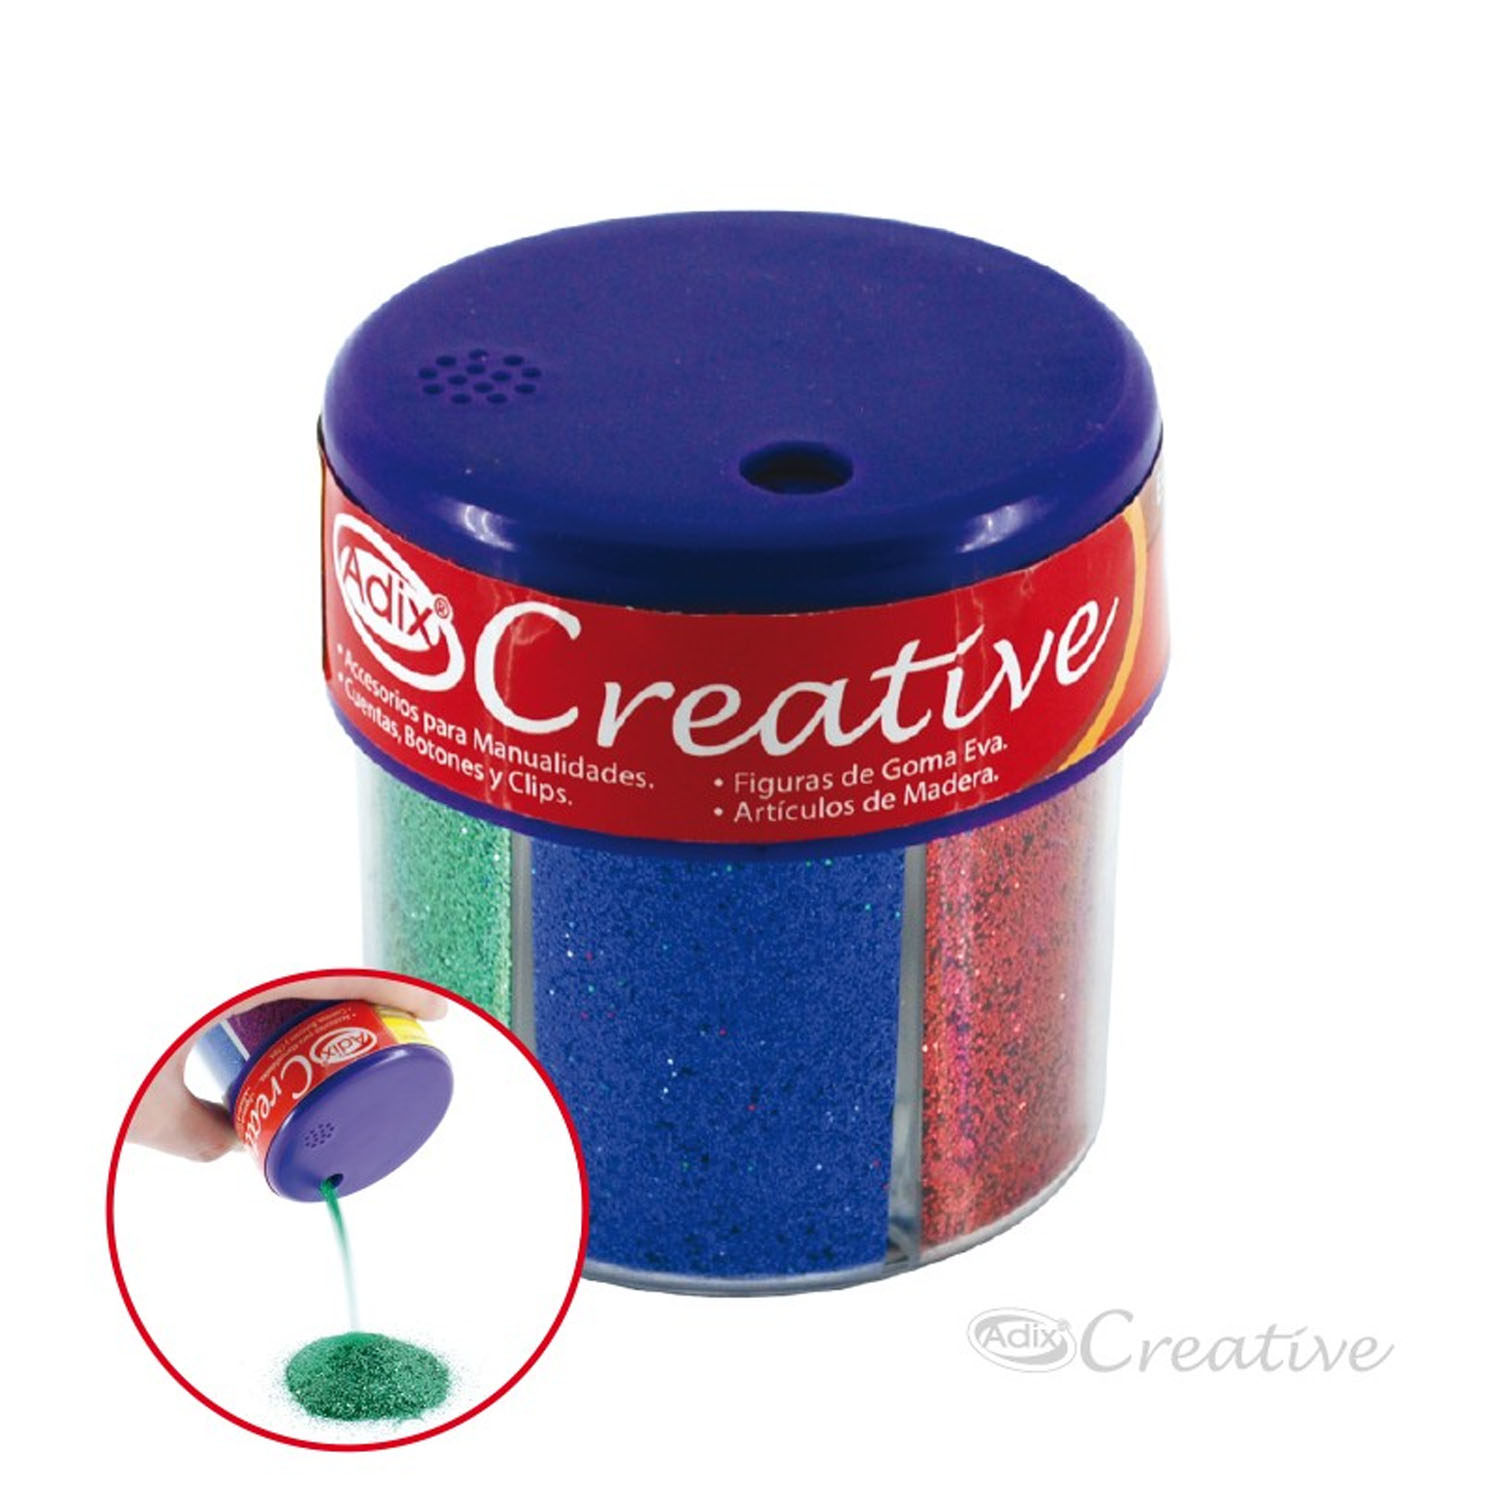 Adix®
Creative
• Accesorios para Manualidades.
• Cuentas, Botones y Clips.
• Figuras de Goma Eva.
• Artículos de Madera.
Adix®
Crea
Adix® Creative